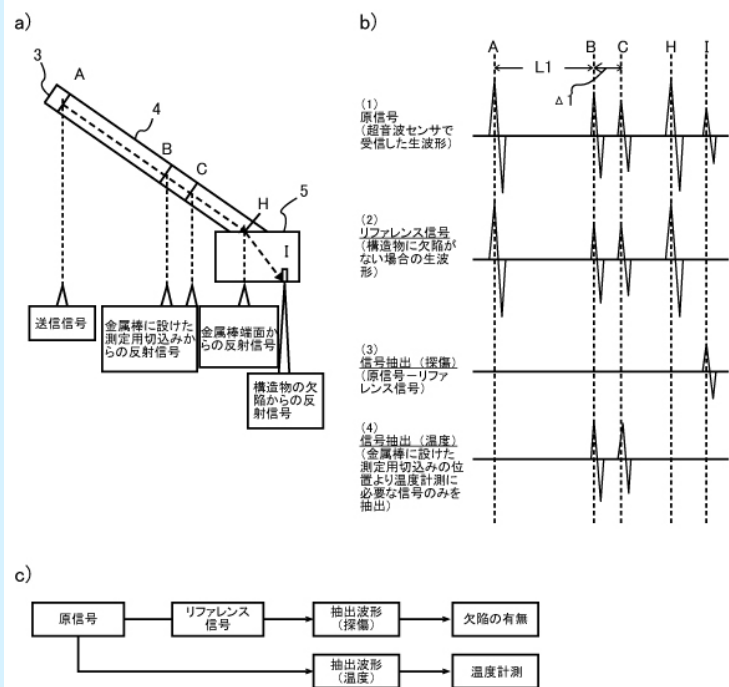 a)
3
A
4
B
C
H
5
I
送信信号
金属棒に設けた
測定用切込みか
らの反射信号
金属棒端面から
の反射信号
構造物の欠
陥からの反
射信号
b)
A
B
C
H
I
L1
Δ1
(1)
原信号
(超音波センサで
受信した生波形)
(2)
リファレンス信号
(構造物に欠陥が
ない場合の生波
形)
(3)
信号抽出(探傷)
(原信号-リファ
レンス信号)
(4)
信号抽出(温度)
(金属棒に設けた
測定用切込みの位
置より温度計測に
必要な信号のみを
抽出)
c)
原信号
リファレンス
信号
抽出波形
(探傷)
欠陥の有無
抽出波形
(温度)
温度計測